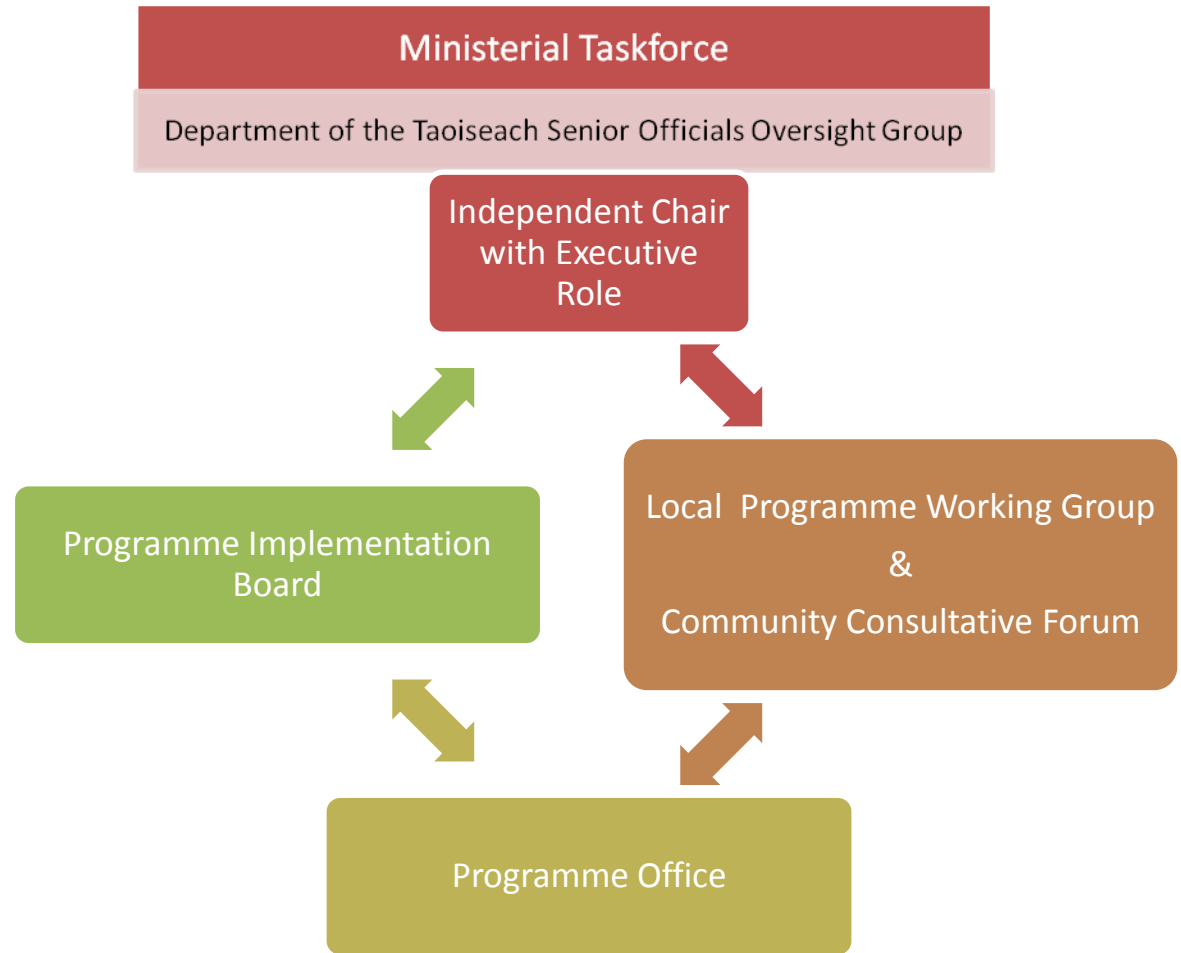 Ministerial Taskforce
Department of the Taoiseach Senior Officials Oversight Group
Independent Chair
with Executive
Role
Programme Implementation
Board
Local Programme Working Group
&
Community Consultative Forum
Programme Office